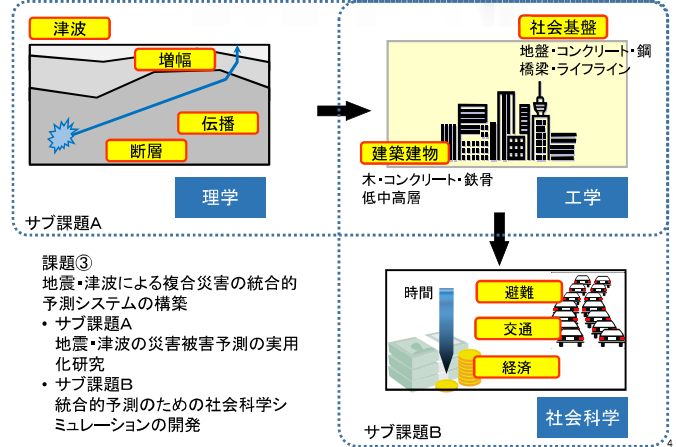 津波
増幅
伝播
断層
理学
サブ課題A
社会基盤
地盤・コンクリート・鋼
橋梁・ライフライン
建築建物
木・コンクリート・鉄骨
低中高層
工学
課題③
地震・津波による複合災害の統合的
予測システムの構築
• サブ課題A
地震・津波の災害被害予測の実用
化研究
• サブ課題B
統合的予測のための社会科学シ
ミュレーションの開発
時間
避難
交通
経済
社会科学
サブ課題B
4